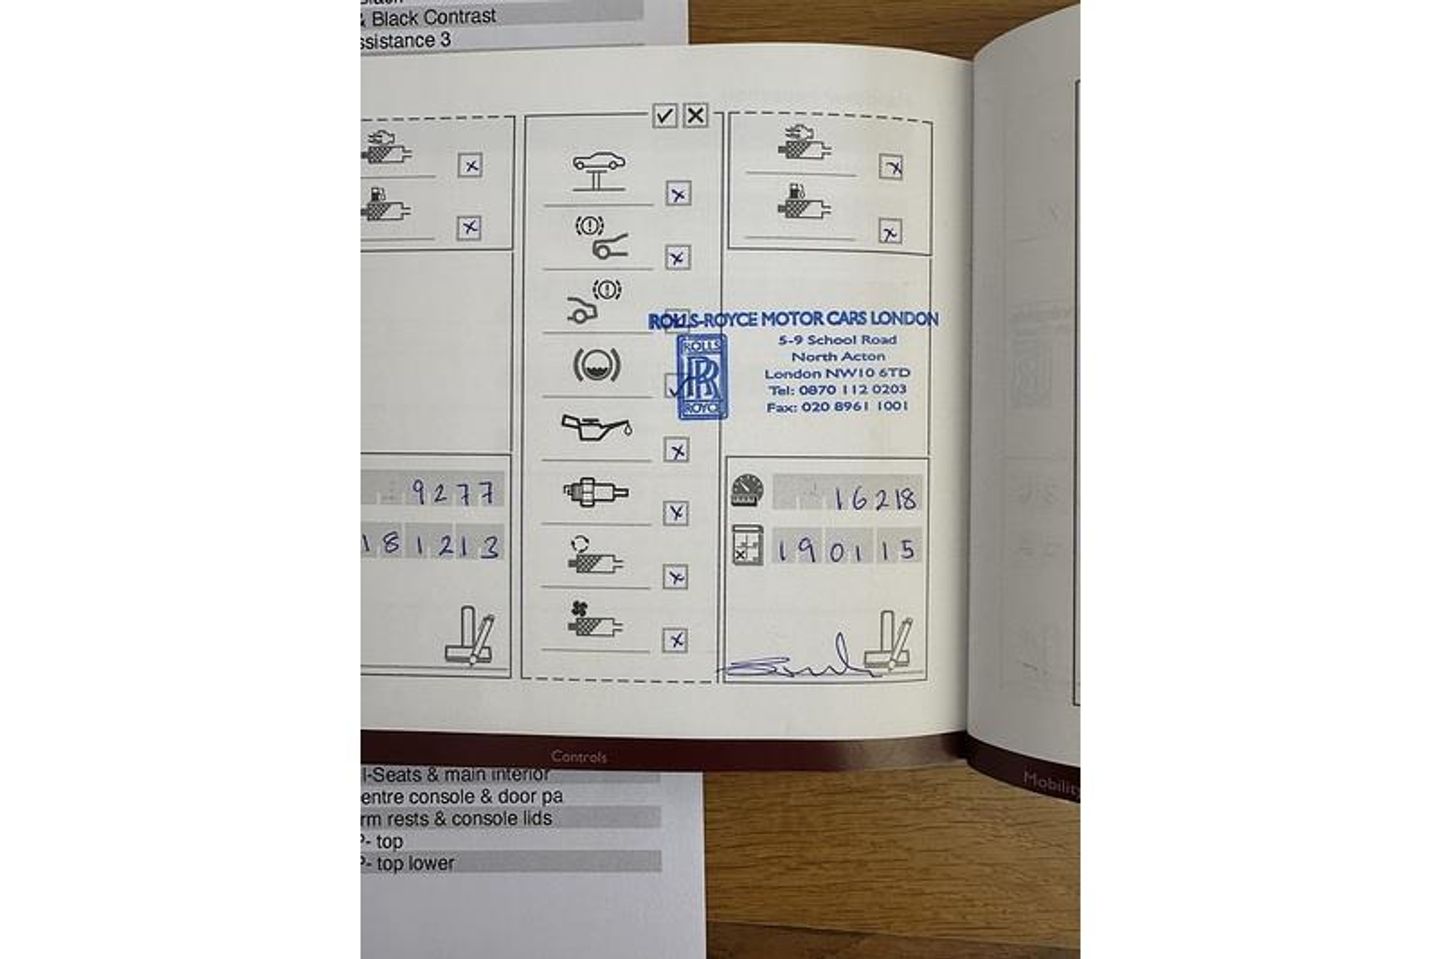 & Black Contrast
ssistance 3
ROLLS-ROYCE MOTOR CARS LONDON
5-9 School Road
North Acton
London NW10 6TD
Tel: 0870 112 0203
Fax: 020 8961 1001
ROLLS
RR
ROYCE
9277
181213
16218
190115
Controls
Mobility
l-Seats & main interior
entre console & door pa
rm rests & console lids
- top
- top lower